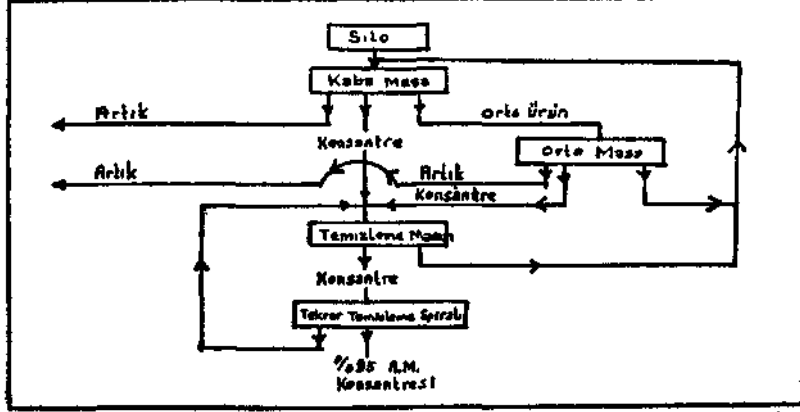 Silo
Kaba Masa
Artık
Orta Ürün
Konsantre
Orta Masa
Artık
Artık
Konsantre
Temizleme Masası
Konsantre
Tekrar Temizleme Spirali
%95 A.M.
Konsantresi